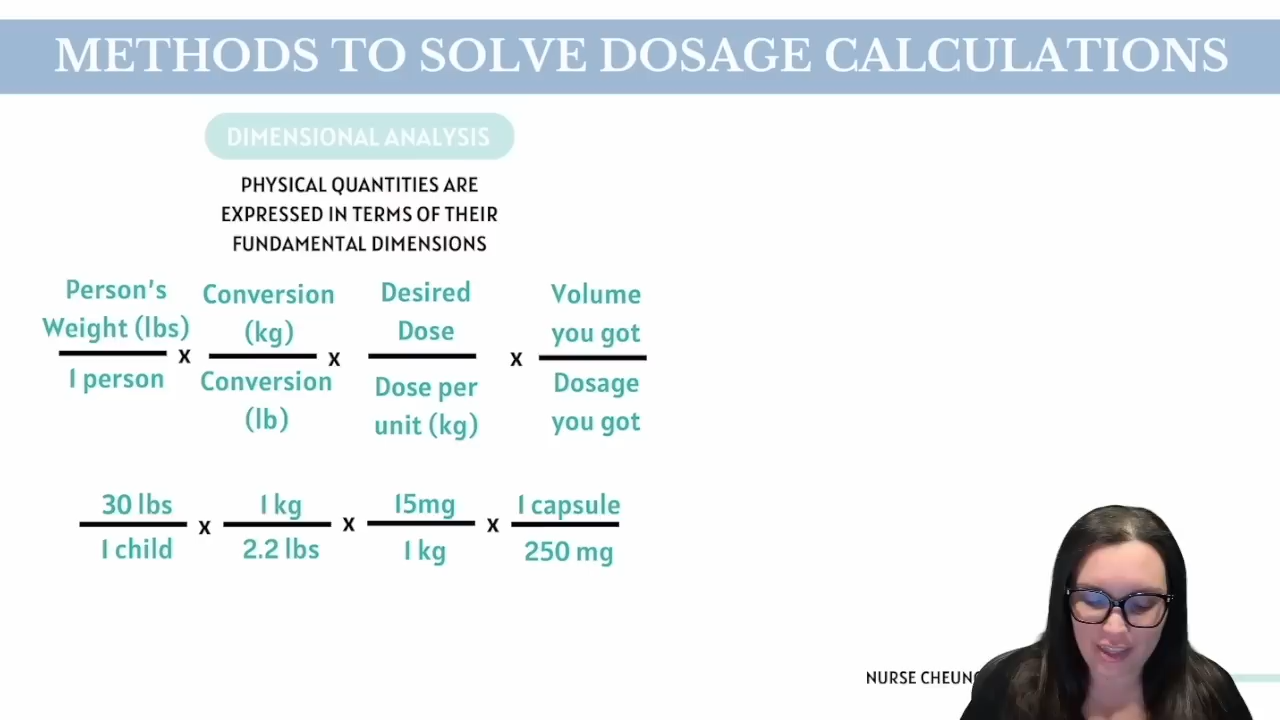 METHODS TO SOLVE DOSAGE CALCULATIONS
DIMENSIONAL ANALYSIS
PHYSICAL QUANTITIES ARE
EXPRESSED IN TERMS OF THEIR
FUNDAMENTAL DIMENSIONS
Person's
Weight (lbs)
1 person
x
Conversion
(kg)
Conversion
(lb)
x
Desired
Dose
Dose per
unit (kg)
x
Volume
you got
Dosage
you got
30 lbs
1 child
x
1 kg
2.2 lbs
x
15mg
1 kg
x
1 capsule
250 mg
NURSE CHEUNG